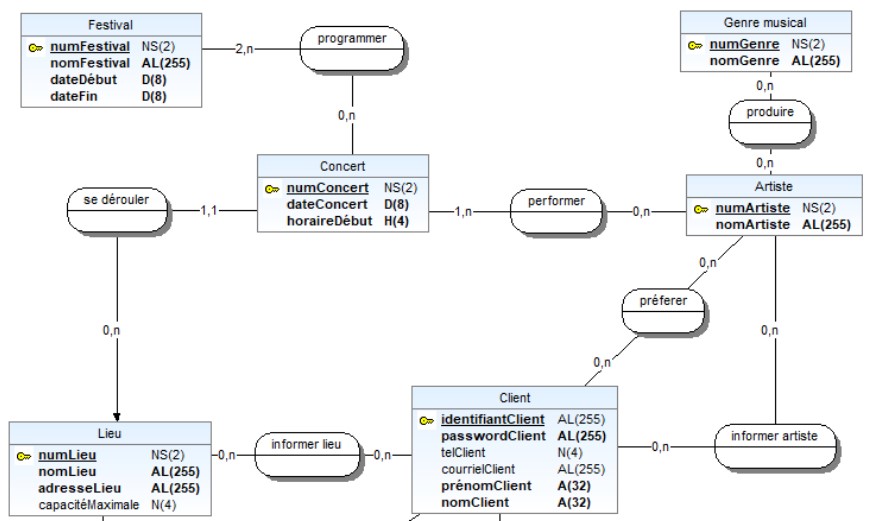 Festival
numFestival NS(2)
nomFestival AL(255)
dateDébut D(8)
dateFin D(8)
2,n
programmer
0,n
Genre musical
numGenre NS(2)
nomGenre AL(255)
0,n
produire
0,n
Concert
numConcert NS(2)
dateConcert D(8)
horaireDébut H(4)
se dérouler
1,1
1,n
performer
0,n
Artiste
numArtiste NS(2)
nomArtiste AL(255)
0,n
préferer
0,n
0,n
0,n
Lieu
numLieu NS(2)
nomLieu AL(255)
adresseLieu AL(255)
capacitéMaximale N(4)
0,n
informer lieu
0,n
Client
identifiantClient AL(255)
passwordClient AL(255)
telClient N(4)
courrielClient AL(255)
prénomClient A(32)
nomClient A(32)
0,n
informer artiste